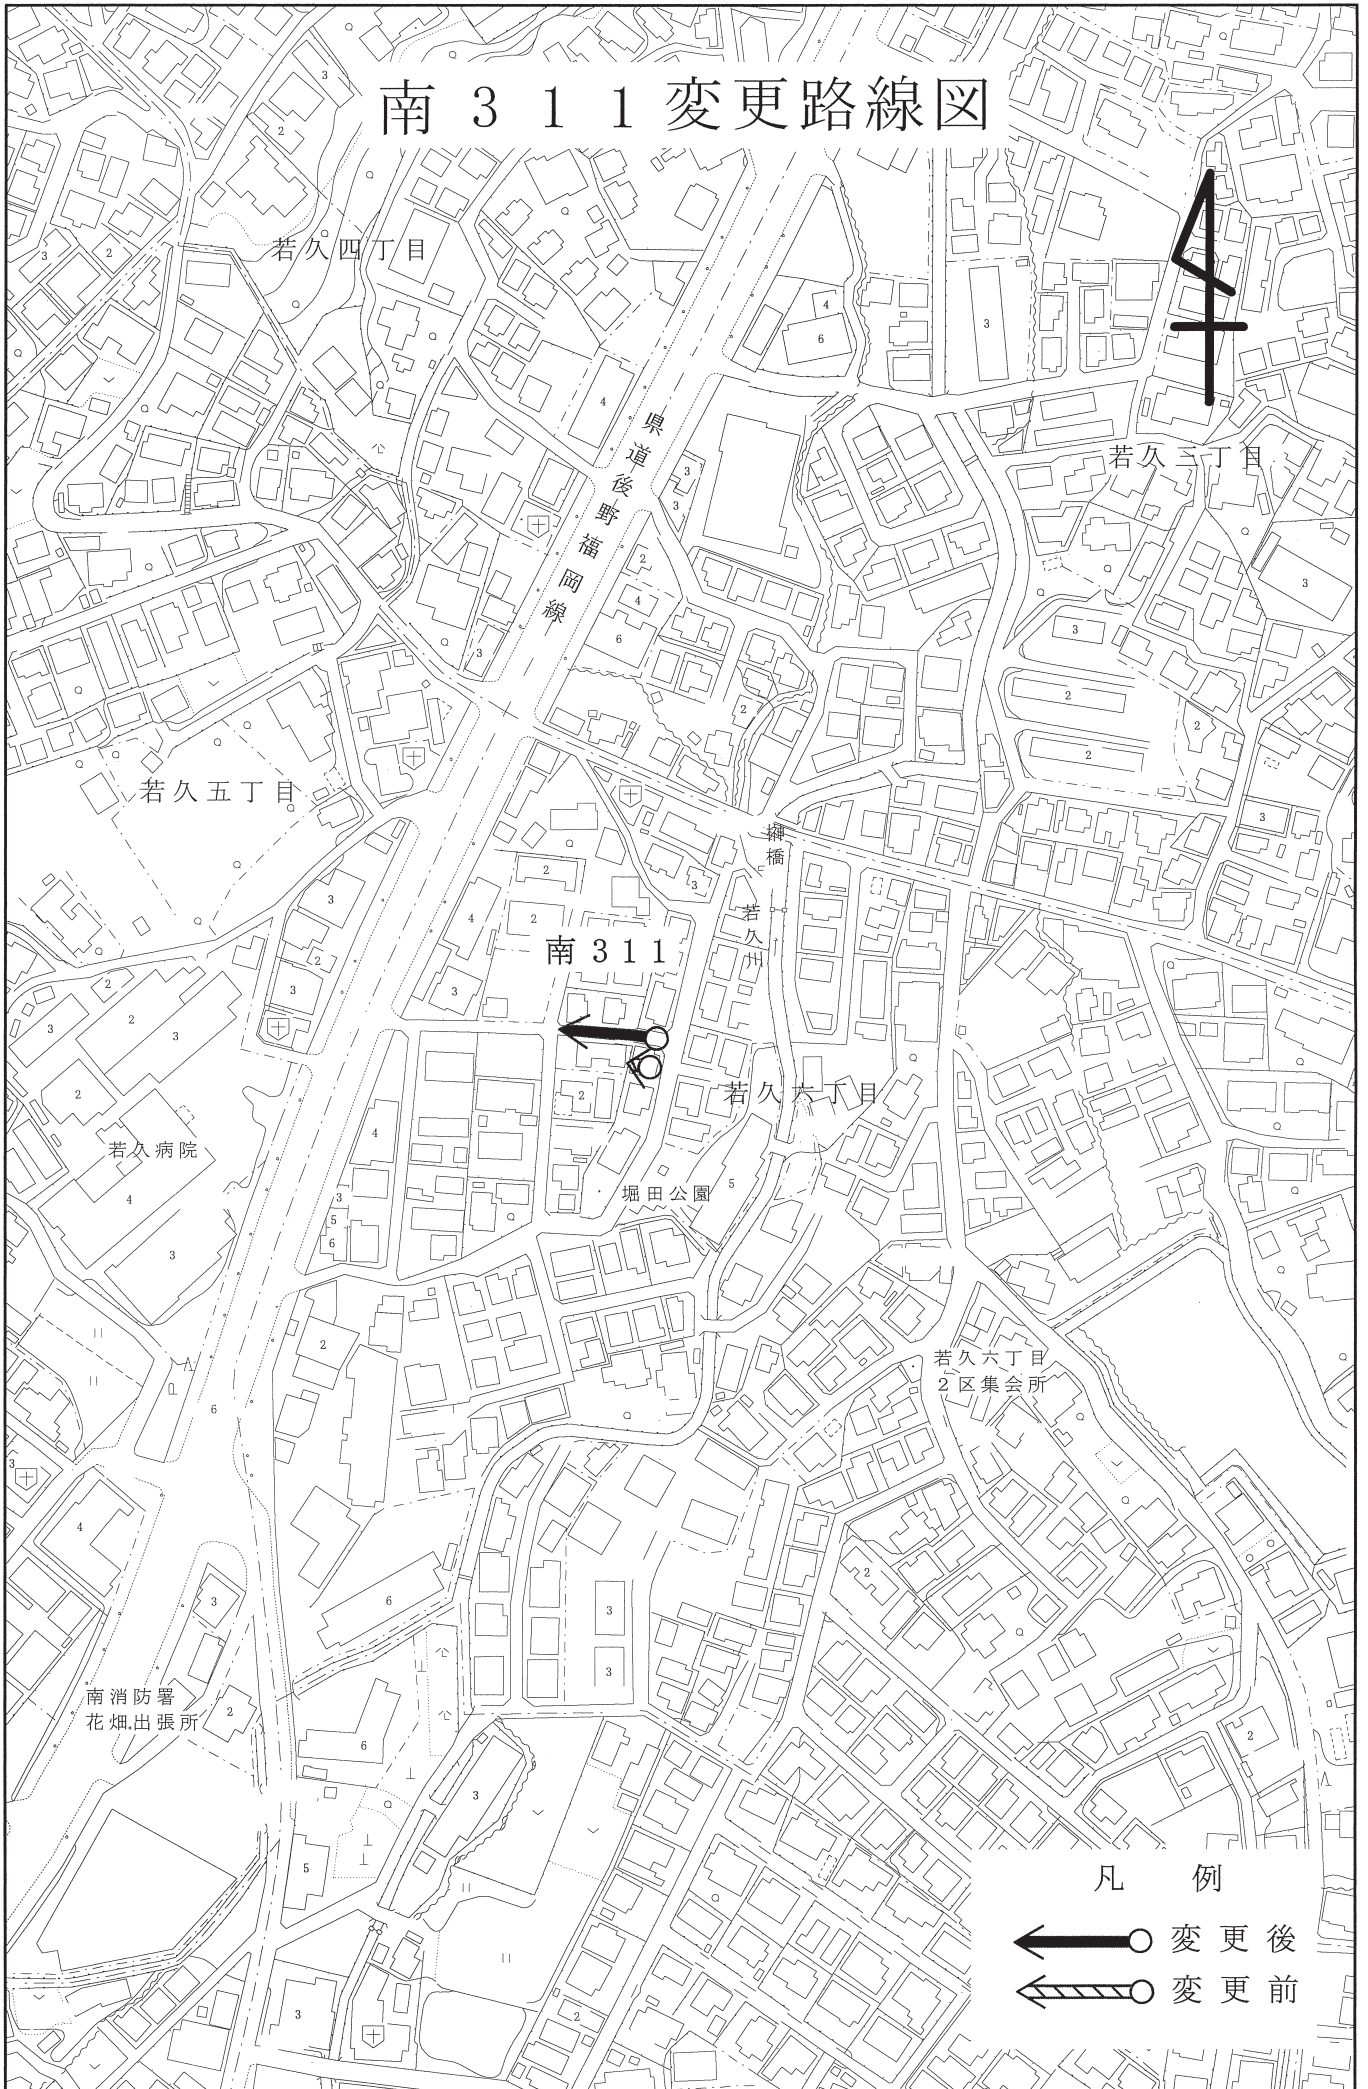 南３１１変更路線図
若久四丁目
県道後野福岡線
若久三丁目
若久五丁目
榊橋
若久川
南 311
若久六丁目
若久病院
堀田公園
若久六丁目
２区集会所
南消防署
花畑出張所
凡 例
変更後
変更前